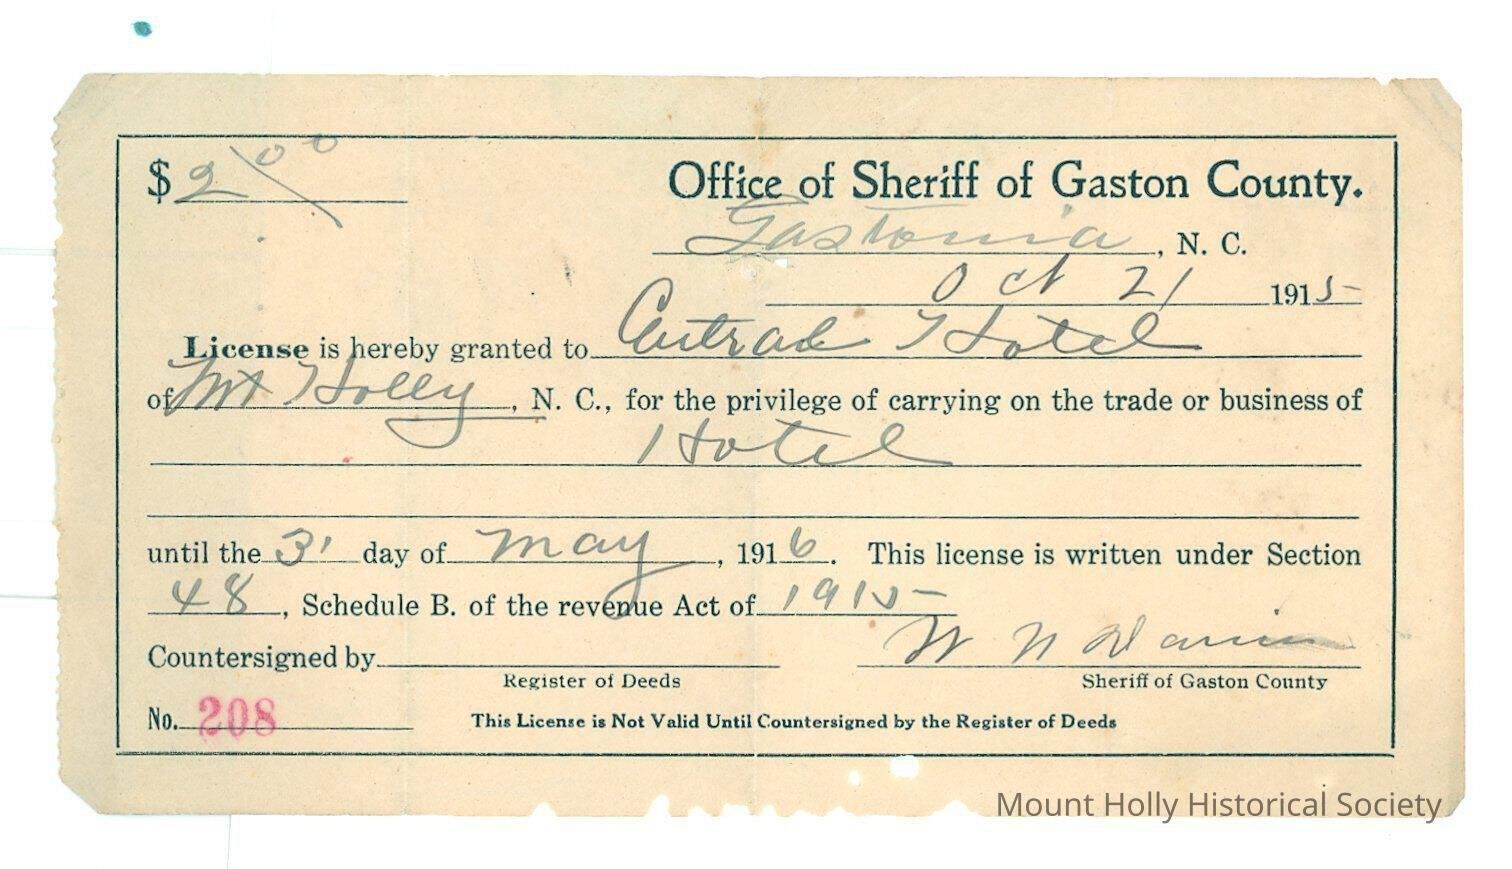 $ 2 00
Office of Sheriff of Gaston County.
Gastonia, N. C.
Oct 21 1915
License is hereby granted to Central Hotel
of Mt Holly, N. C., for the privilege of carrying on the trade or business of
Hotel
until the 31 day of May, 1916. This license is written under Section
48, Schedule B. of the revenue Act of 1915
Countersigned by W N Davis
Register of Deeds Sheriff of Gaston County
No. 208 This License is Not Valid Until Countersigned by the Register of Deeds
Mount Holly Historical Society